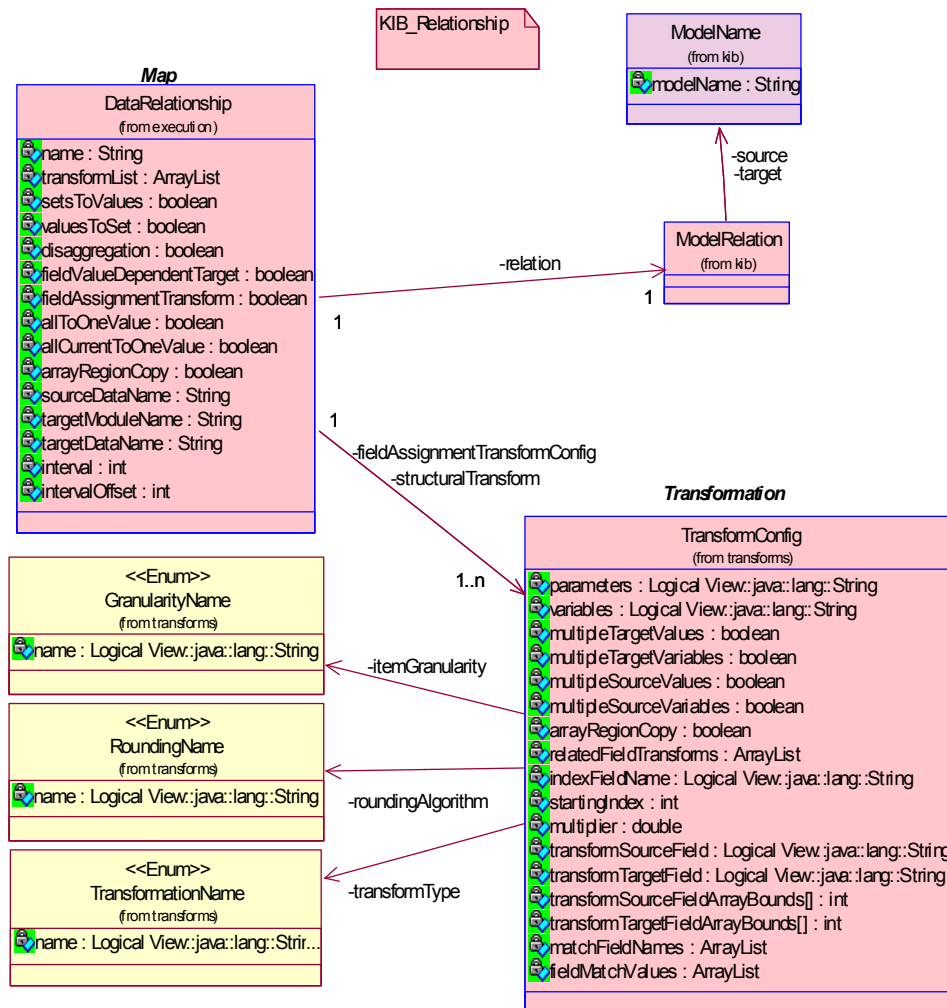 KIB_Relationship
ModelName
(from kib)
modelName : String
Map
DataRelationship
(from execution)
name : String
transformList : ArrayList
setsToValues : boolean
valuesToSet : boolean
disaggregation : boolean
fieldValueDependentTarget : boolean
fieldAssignmentTransform : boolean
allToOneValue : boolean
allCurrentToOneValue : boolean
arrayRegionCopy : boolean
sourceDataName : String
targetModuleName : String
targetDataName : String
interval : int
intervalOffset : int
-source
-target
ModelRelation
(from kib)
-relation
1
1
1
-fieldAssignmentTransformConfig
-structuralTransform
1..n
Transformation
TransformConfig
(from transforms)
parameters : Logical View::java::lang::String
variables : Logical View::java::lang::String
multipleTargetValues : boolean
multipleTargetVariables : boolean
multipleSourceValues : boolean
multipleSourceVariables : boolean
arrayRegionCopy : boolean
relatedFieldTransforms : ArrayList
indexFieldName : Logical View::java::lang::String
startingIndex : int
multiplier : double
transformSourceField : Logical View::java::lang::String
transformTargetField : Logical View::java::lang::String
transformSourceFieldArrayBounds[] : int
transformTargetFieldArrayBounds[] : int
matchFieldNames : ArrayList
fieldMatchValues : ArrayList
<<Enum>>
GranularityName
(from transforms)
name : Logical View::java::lang::String
-itemGranularity
<<Enum>>
RoundingName
(from transforms)
name : Logical View::java::lang::String
-roundingAlgorithm
<<Enum>>
TransformationName
(from transforms)
name : Logical View::java::lang::Strin...
-transformType